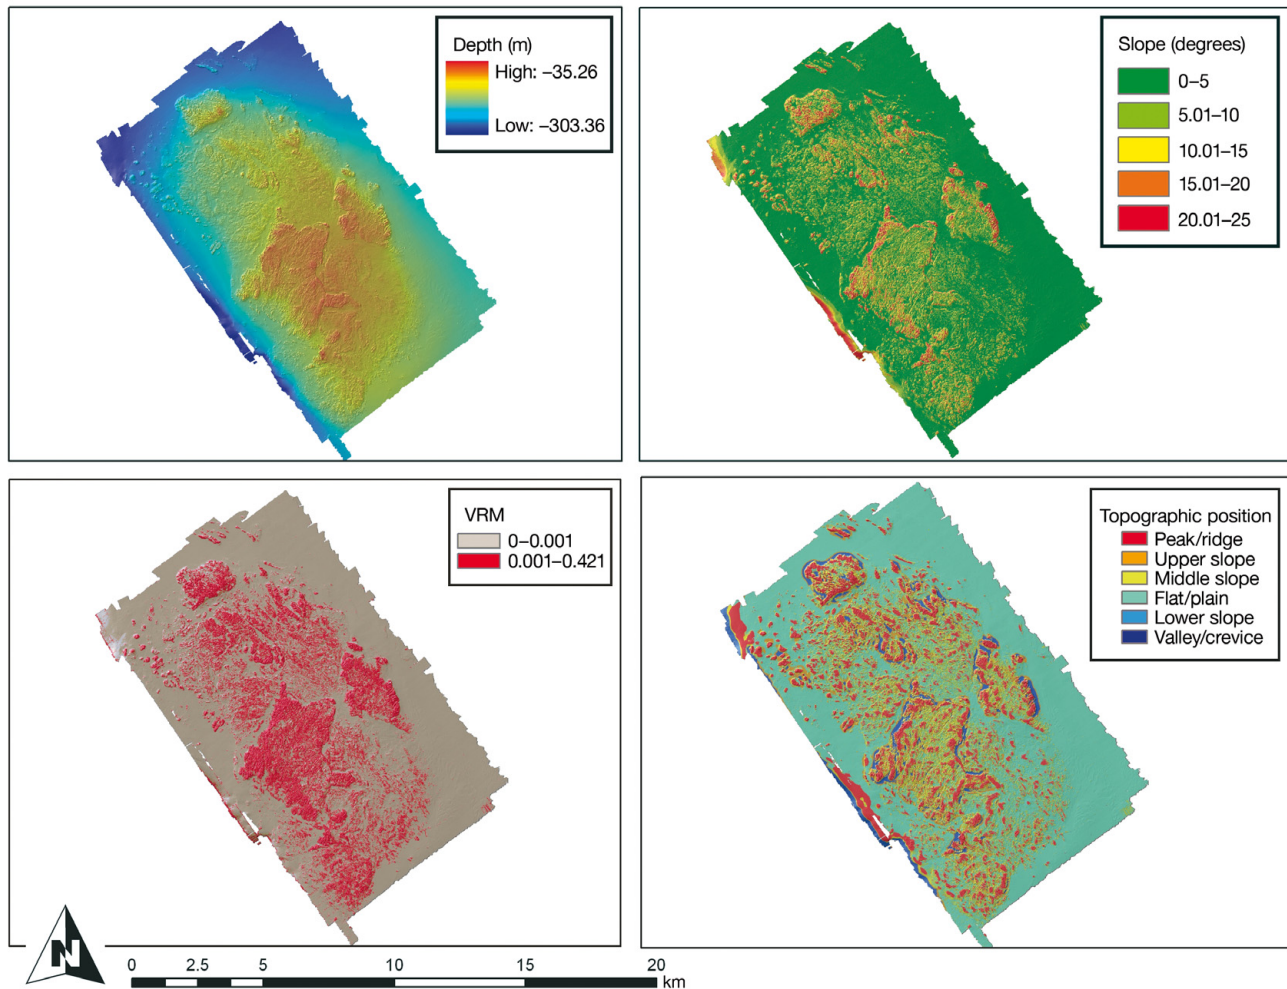 Depth (m)
High: –35.26
Low: –303.36
Slope (degrees)
0–5
5.01–10
10.01–15
15.01–20
20.01–25
VRM
0–0.001
0.001–0.421
Topographic position
Peak/ridge
Upper slope
Middle slope
Flat/plain
Lower slope
Valley/crevice
N
0 2.5 5 10 15 20
km